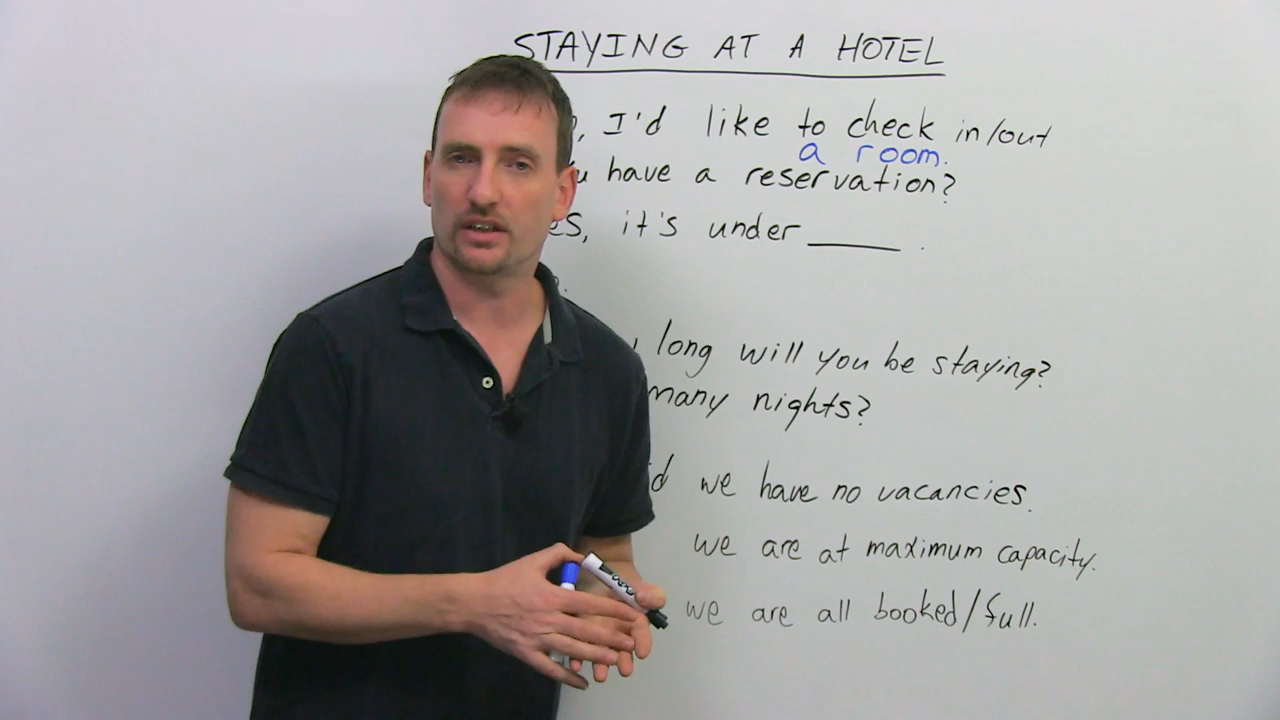 STAYING AT A HOTEL
, I'd like to check in/out
a room.
have a reservation?
, it's under ____ .
long will you be staying?
many nights?
we have no vacancies.
we are at maximum capacity.
we are all booked/full.
EXPO